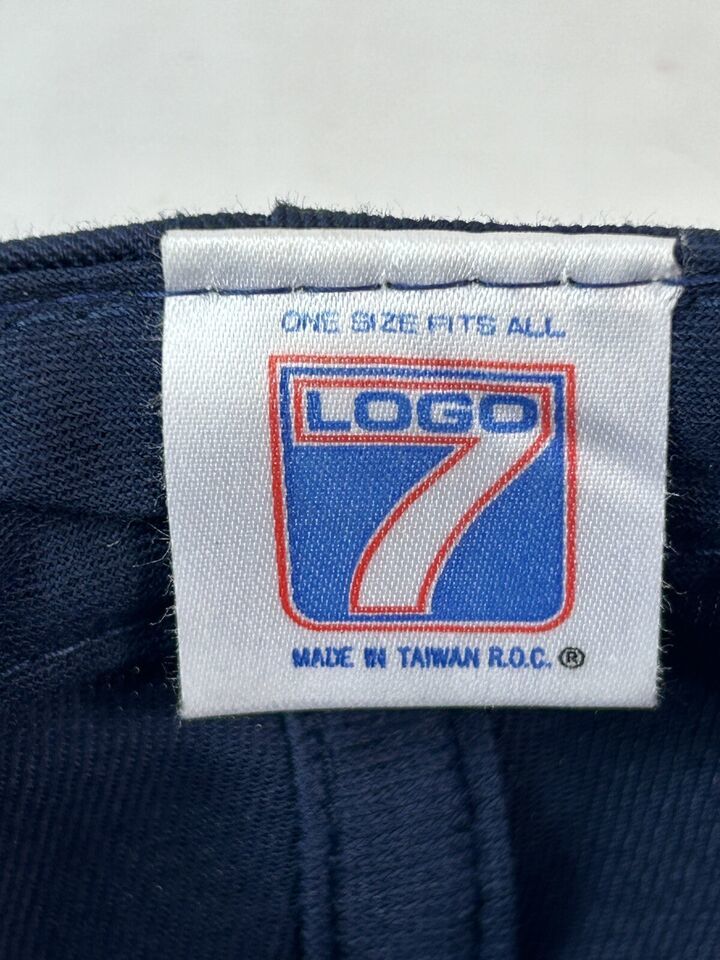 ONE SIZE FITS ALL
LOGO
7
MADE IN TAIWAN R.O.C. ®